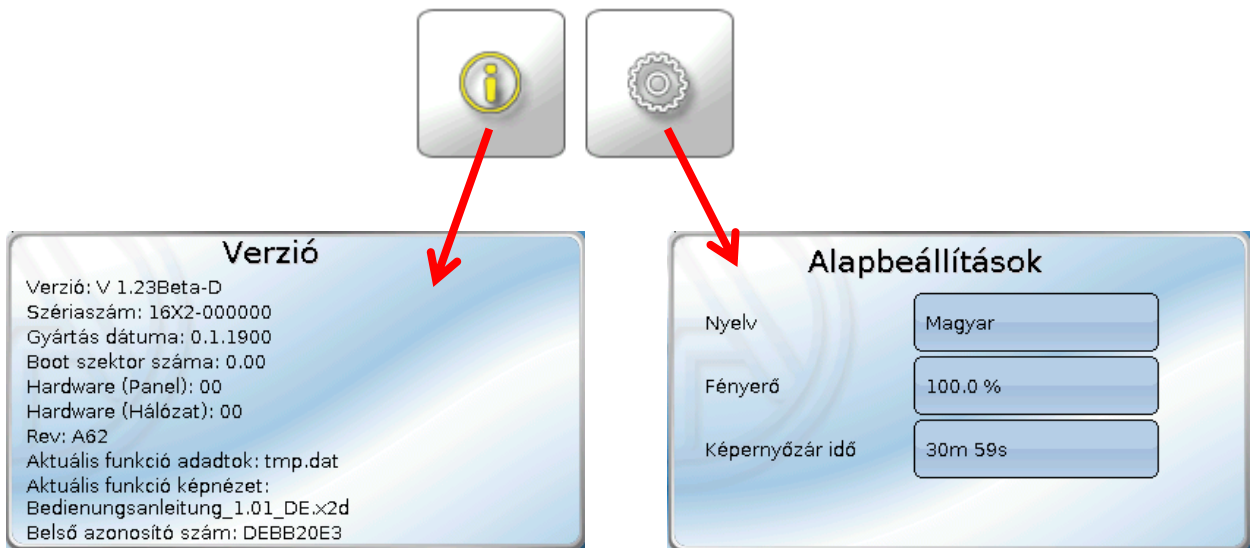 Verzió
Verzió: V 1.23Beta-D
Szériaszám: 16X2-000000
Gyártás dátuma: 0.1.1900
Boot szektor száma: 0.00
Hardware (Panel): 00
Hardware (Hálózat): 00
Rev: A62
Aktuális funkció adadtok: tmp.dat
Aktuális funkció képnézet:
Bedienungsanleitung_1.01_DE.x2d
Belső azonosító szám: DEBB20E3
Alapbeállítások
Nyelv Magyar
Fényerő 100.0 %
Képernyőzár idő 30m 59s